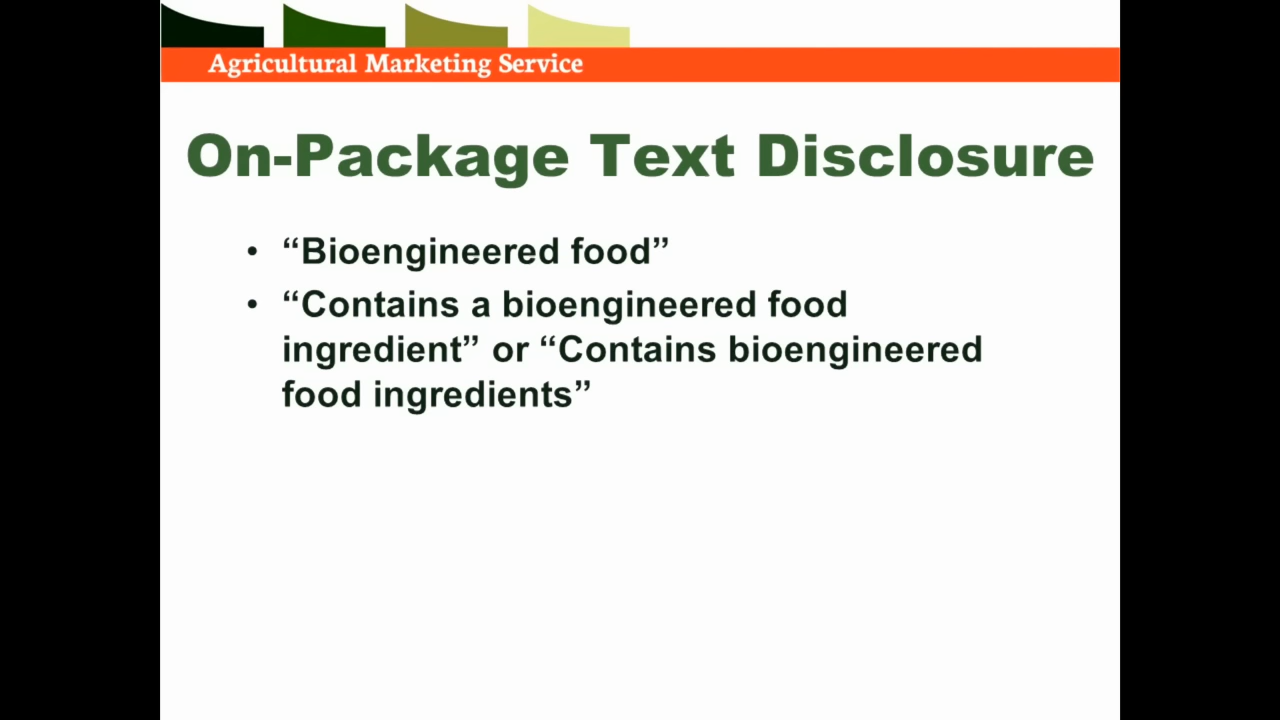 Agricultural Marketing Service
On-Package Text Disclosure
• “Bioengineered food”
• “Contains a bioengineered food
ingredient” or “Contains bioengineered
food ingredients”